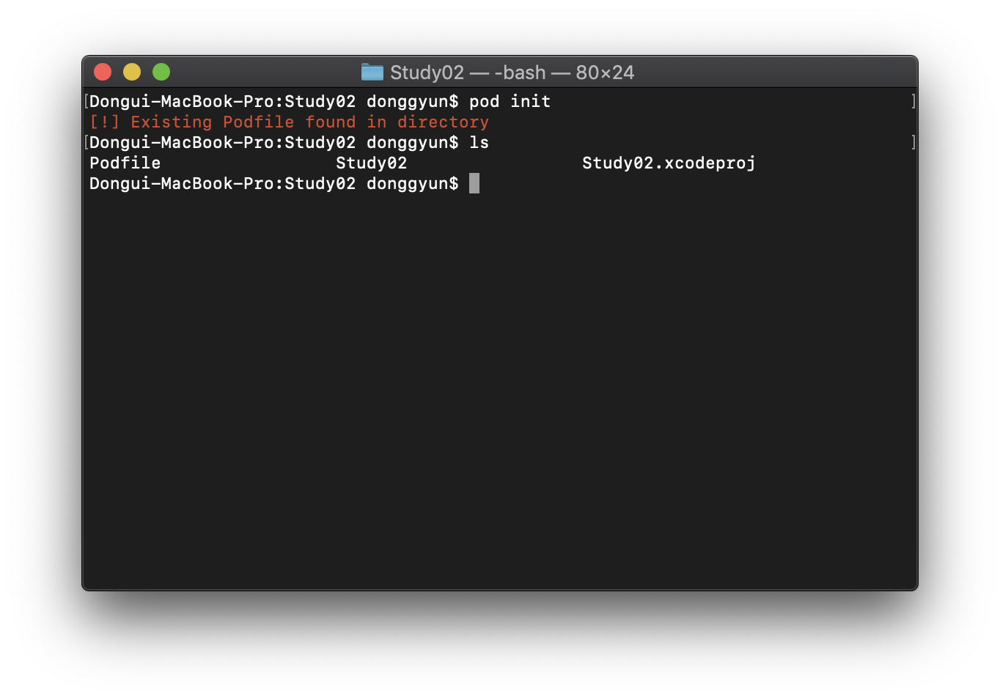 Study02 — -bash — 80×24
[Dongui-MacBook-Pro:Study02 donggyun$ pod init ]
[!] Existing Podfile found in directory
[Dongui-MacBook-Pro:Study02 donggyun$ ls ]
Podfile Study02 Study02.xcodeproj
Dongui-MacBook-Pro:Study02 donggyun$